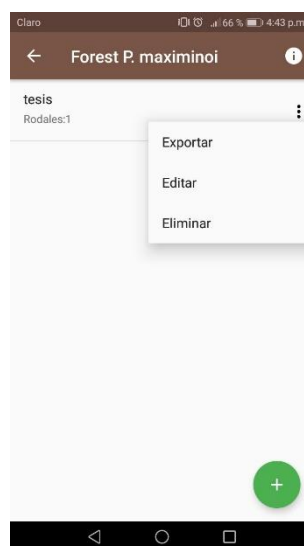 Claro 66 % 4:43 p.m.
Forest P. maximinoi
tesis
Rodales:1
Exportar
Editar
Eliminar